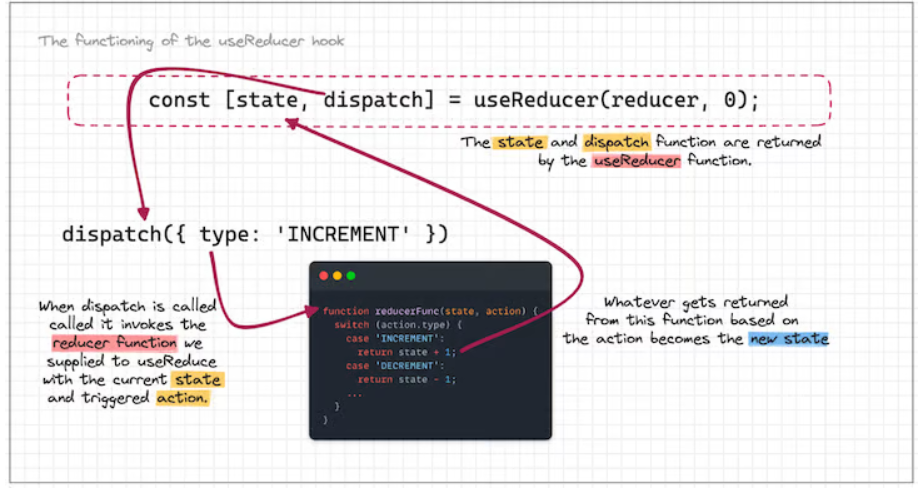 The functioning of the useReducer hook
const [state, dispatch] = useReducer(reducer, 0);
The state and dispatch function are returned
by the useReducer function.
dispatch({ type: 'INCREMENT' })
When dispatch is called
called it invokes the
reducer function we
supplied to useReduce
with the current state
and triggered action.
function reducerFunc(state, action) {
switch (action.type) {
case 'INCREMENT':
return state + 1;
case 'DECREMENT':
return state - 1;
...
}
}
Whatever gets returned
from this function based on
the action becomes the new state